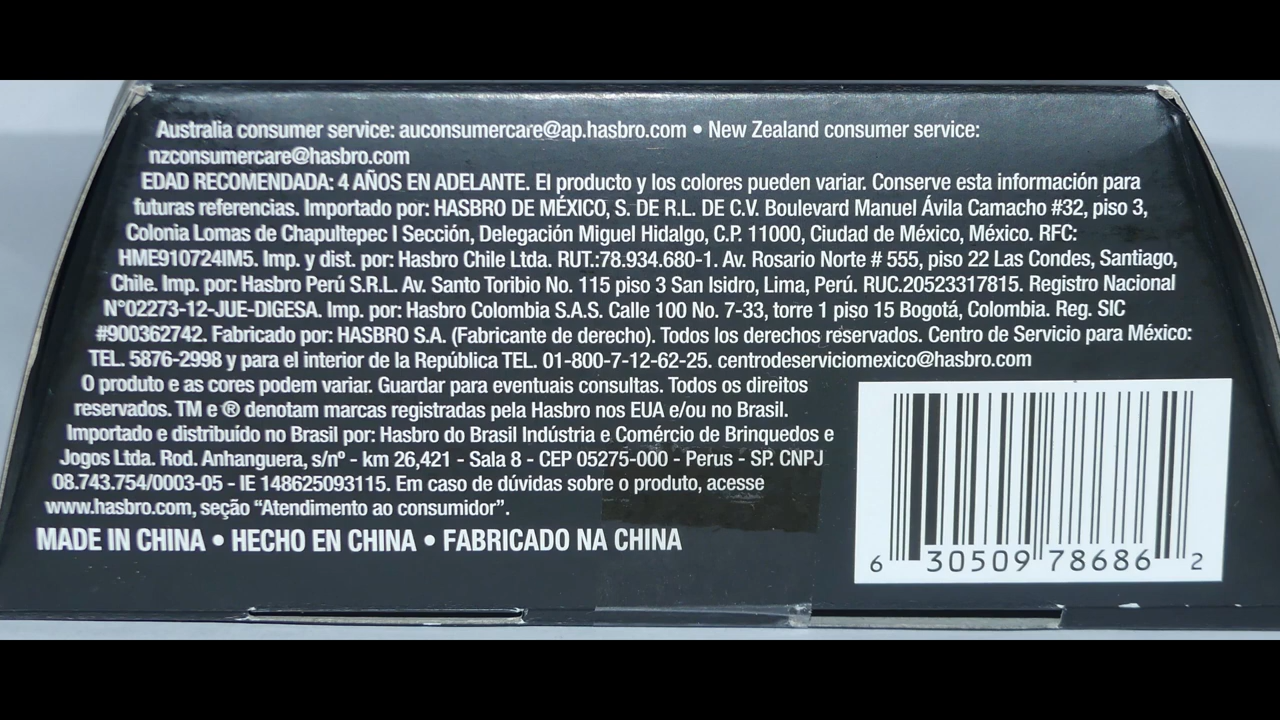 Australia consumer service: auconsumercare@ap.hasbro.com • New Zealand consumer service:
nzconsumercare@hasbro.com
EDAD RECOMENDADA: 4 AÑOS EN ADELANTE. El producto y los colores pueden variar. Conserve esta información para
futuras referencias. Importado por: HASBRO DE MÉXICO, S. DE R.L. DE C.V. Boulevard Manuel Ávila Camacho #32, piso 3,
Colonia Lomas de Chapultepec I Sección, Delegación Miguel Hidalgo, C.P. 11000, Ciudad de México, México. RFC:
HME910724IM5. Imp. y dist. por: Hasbro Chile Ltda. RUT.:78.934.680-1. Av. Rosario Norte # 555, piso 22 Las Condes, Santiago,
Chile. Imp. por: Hasbro Perú S.R.L. Av. Santo Toribio No. 115 piso 3 San Isidro, Lima, Perú. RUC.20523317815. Registro Nacional
N°02273-12-JUE-DIGESA. Imp. por: Hasbro Colombia S.A.S. Calle 100 No. 7-33, torre 1 piso 15 Bogotá, Colombia. Reg. SIC
#900362742. Fabricado por: HASBRO S.A. (Fabricante de derecho). Todos los derechos reservados. Centro de Servicio para México:
TEL. 5876-2998 y para el interior de la República TEL. 01-800-7-12-62-25. centrodeserviciomexico@hasbro.com
O produto e as cores podem variar. Guardar para eventuais consultas. Todos os direitos
reservados. TM e ® denotam marcas registradas pela Hasbro nos EUA e/ou no Brasil.
Importado e distribuído no Brasil por: Hasbro do Brasil Indústria e Comércio de Brinquedos e
Jogos Ltda. Rod. Anhanguera, s/nº - km 26,421 - Sala 8 - CEP 05275-000 - Perus - SP. CNPJ
08.743.754/0003-05 - IE 148625093115. Em caso de dúvidas sobre o produto, acesse
www.hasbro.com, seção “Atendimento ao consumidor”.
MADE IN CHINA • HECHO EN CHINA • FABRICADO NA CHINA
6 30509 78686 2